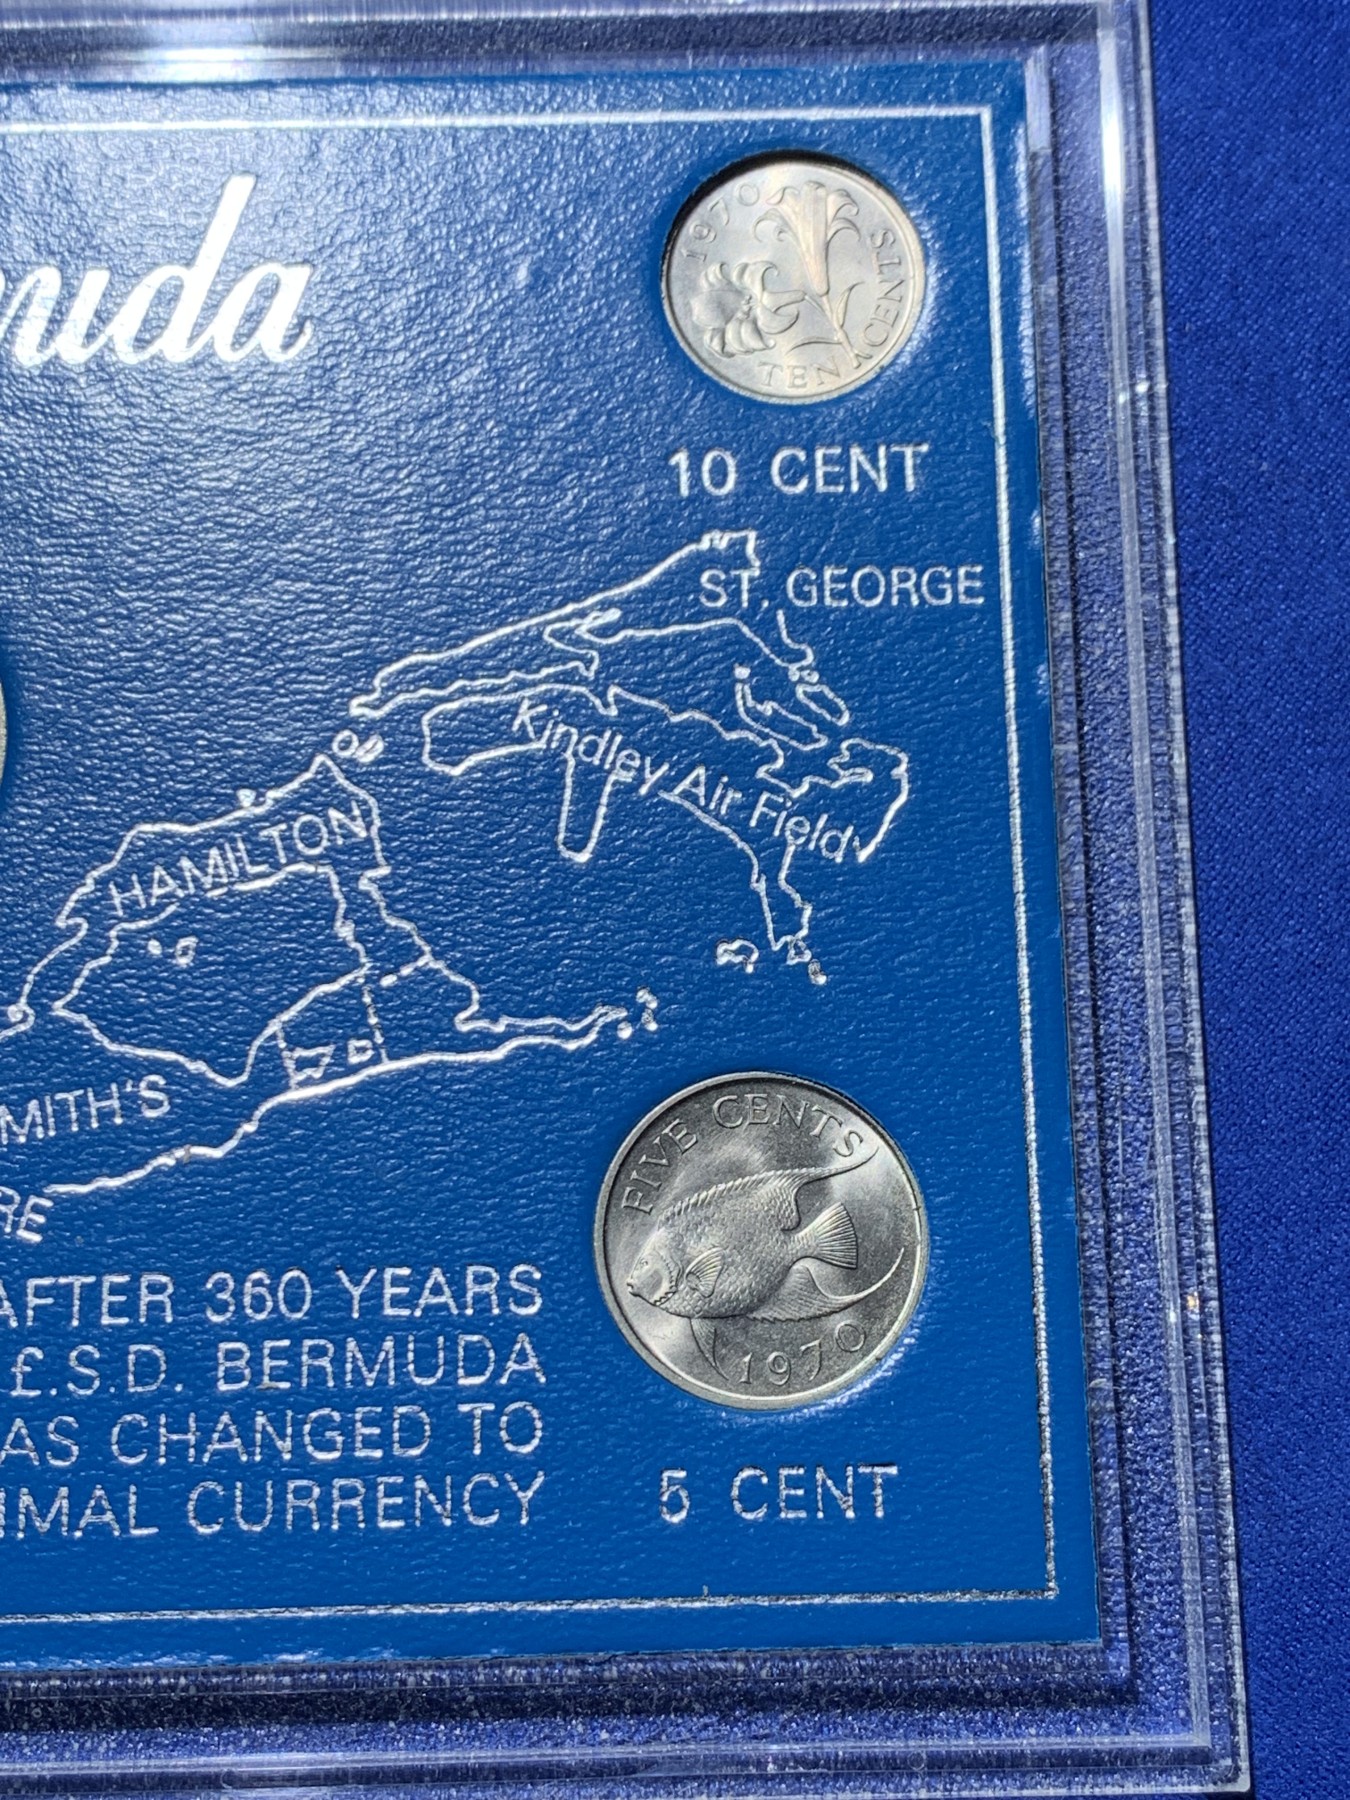 uda
1970
TEN CENTS
10 CENT
ST. GEORGE
Kindley Air Field
HAMILTON
MITH'S
RE
FIVE CENTS
1970
AFTER 360 YEARS
£.S.D. BERMUDA
AS CHANGED TO
IMAL CURRENCY
5 CENT